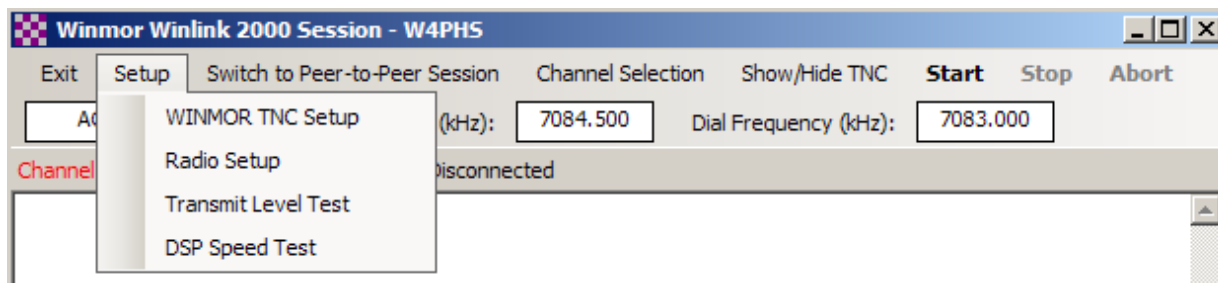 Winmor Winlink 2000 Session - W4PHS
Exit Setup Switch to Peer-to-Peer Session Channel Selection Show/Hide TNC Start Stop Abort
(kHz): 7084.500 Dial Frequency (kHz): 7083.000
Channel Disconnected
WINMOR TNC Setup
Radio Setup
Transmit Level Test
DSP Speed Test